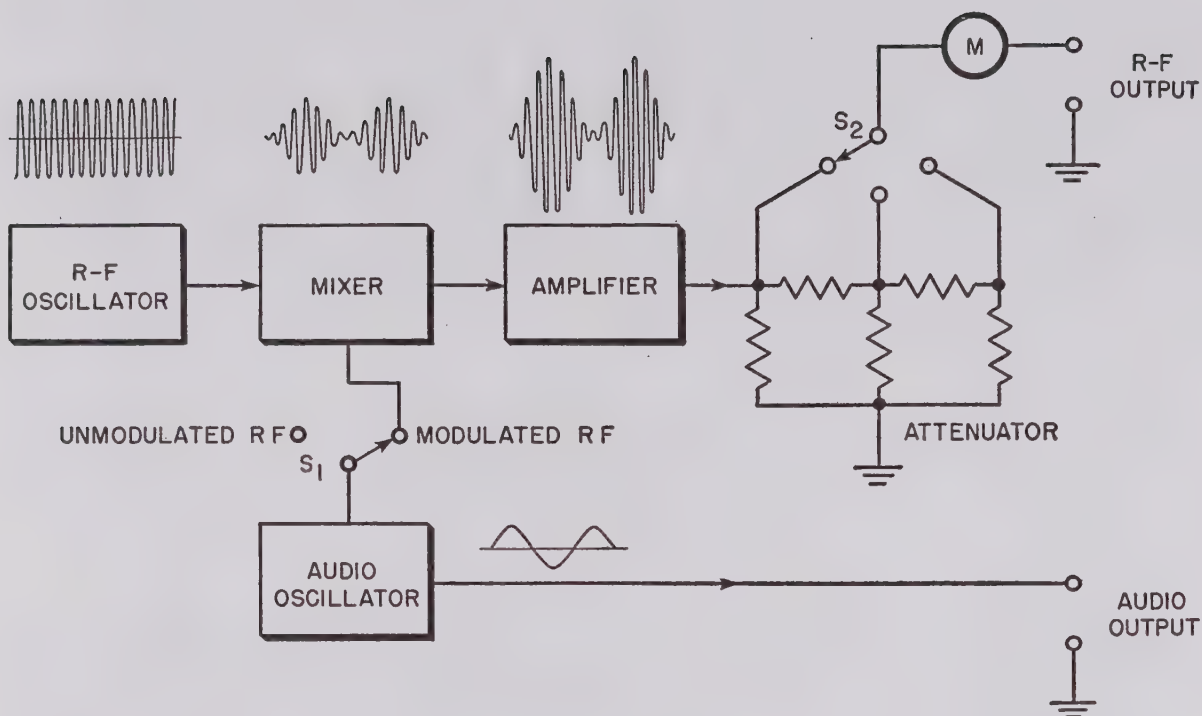 M
R-F
OUTPUT
S2
R-F
OSCILLATOR
MIXER
AMPLIFIER
UNMODULATED RF
MODULATED RF
S1
ATTENUATOR
AUDIO
OSCILLATOR
AUDIO
OUTPUT